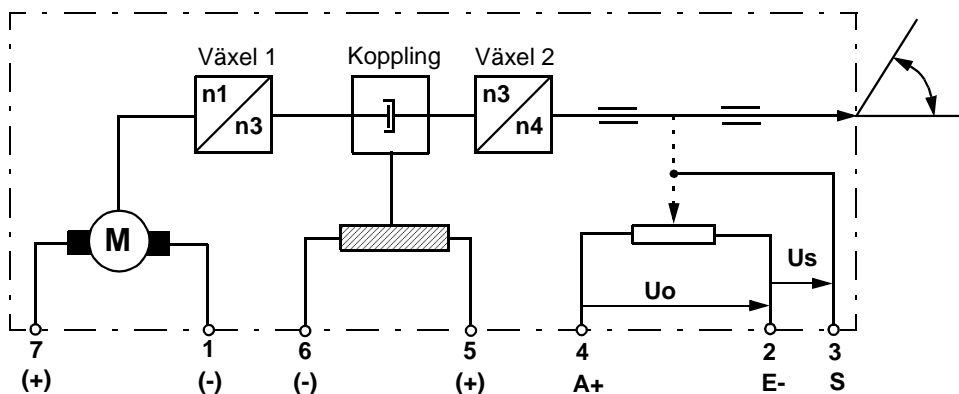 Växel 1 Koppling Växel 2
n1
n3
n3
n4
M
Us
Uo
7 1 6 5 4 2 3
(+) (-) (-) (+) A+ E- S